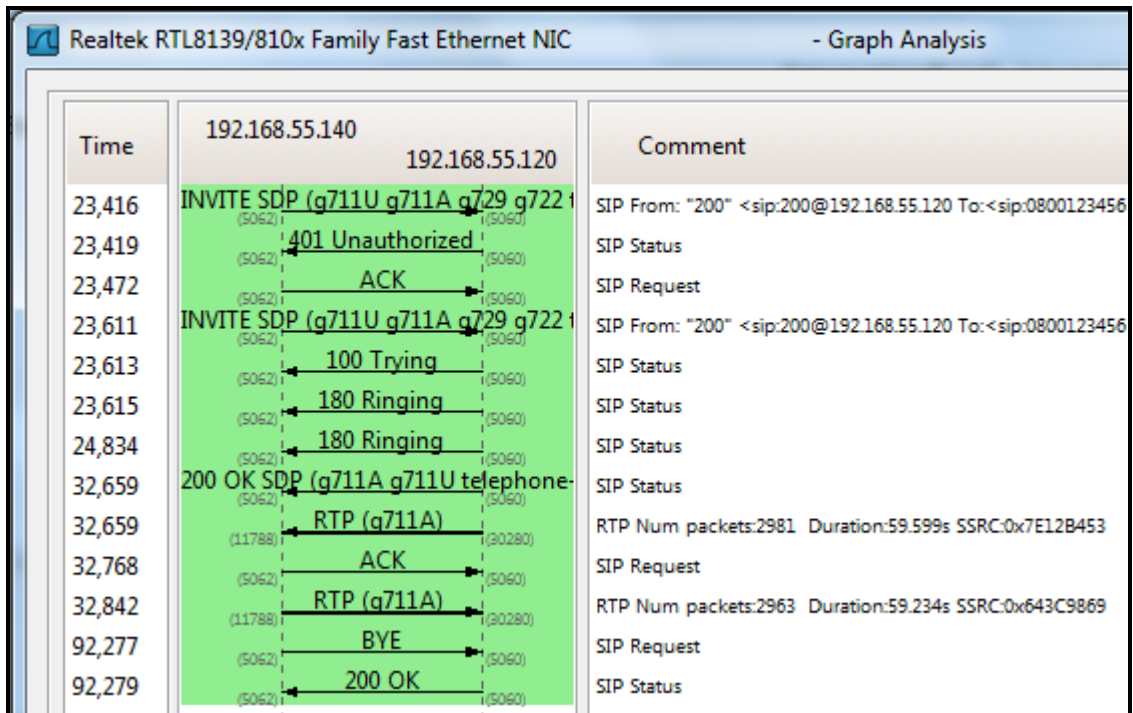 Realtek RTL8139/810x Family Fast Ethernet NIC - Graph Analysis
Time 192.168.55.140 192.168.55.120 Comment
23,416 INVITE SDP (g711U g711A g729 g722 t (5062) (5060) SIP From: "200" <sip:200@192.168.55.120 To:<sip:0800123456
23,419 401 Unauthorized (5062) (5060) SIP Status
23,472 ACK (5062) (5060) SIP Request
23,611 INVITE SDP (g711U g711A g729 g722 t (5062) (5060) SIP From: "200" <sip:200@192.168.55.120 To:<sip:0800123456
23,613 100 Trying (5062) (5060) SIP Status
23,615 180 Ringing (5062) (5060) SIP Status
24,834 180 Ringing (5062) (5060) SIP Status
32,659 200 OK SDP (g711A g711U telephone- (5062) (5060) SIP Status
32,659 RTP (g711A) (11788) (30280) RTP Num packets:2981 Duration:59.599s SSRC:0x7E12B453
32,768 ACK (5062) (5060) SIP Request
32,842 RTP (g711A) (11788) (30280) RTP Num packets:2963 Duration:59.234s SSRC:0x643C9869
92,277 BYE (5062) (5060) SIP Request
92,279 200 OK (5062) (5060) SIP Status